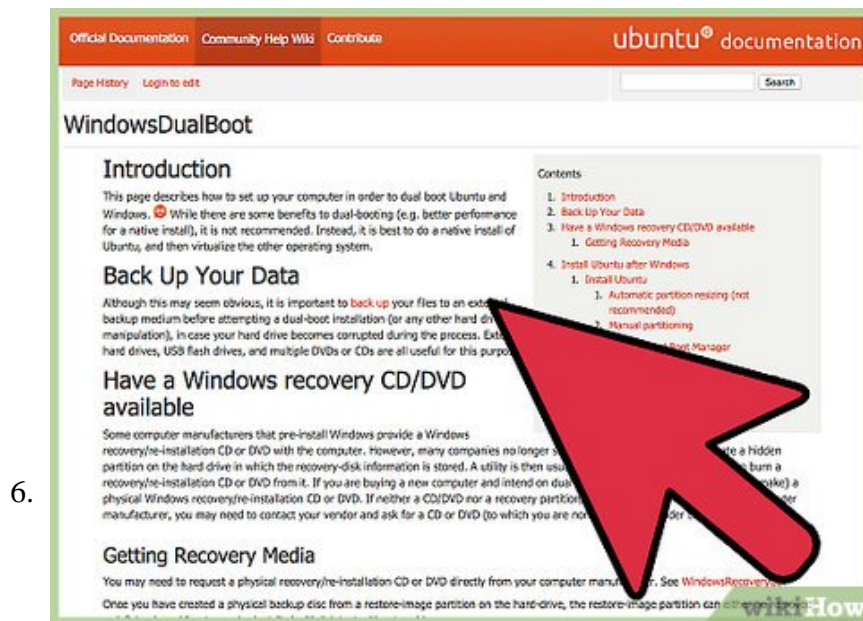 Official Documentation Community Help Wiki Contribute
ubuntu® documentation
Page History Login to edit
Search
WindowsDualBoot
Introduction
This page describes how to set up your computer in order to dual boot Ubuntu and
Windows. While there are some benefits to dual-booting (e.g. better performance
for a native install), it is not recommended. Instead, it is best to do a native install of
Ubuntu, and then virtualize the other operating system.
Back Up Your Data
Although this may seem obvious, it is important to back up your files to an
backup medium before attempting a dual-boot installation (or any other hard
manipulation), in case your hard drive becomes corrupted during the process.
hard drives, USB flash drives, and multiple DVDs or CDs are all useful for this
Contents
1. Introduction
2. Back Up Your Data
3. Have a Windows recovery CD/DVD available
1. Getting Recovery Media
4. Install Ubuntu after Windows
1. Install Ubuntu
1. Automatic partition resizing (not
recommended)
2. Manual partitioning
Boot Manager
Have a Windows recovery CD/DVD
available
Some computer manufacturers that pre-install Windows provide a Windows
recovery/re-installation CD or DVD with the computer. However, many companies no longer a hidden
partition on the hard drive in which the recovery-disk information is stored. A utility is then to burn a
recovery/re-installation CD or DVD from it. If you are buying a new computer and intend on a
physical Windows recovery/re-installation CD or DVD. If neither a CD/DVD nor a recovery
manufacturer, you may need to contact your vendor and ask for a CD or DVD (to which you are
6.
Getting Recovery Media
You may need to request a physical recovery/re-installation CD or DVD directly from your computer See
Once you have created a physical backup disc from a restore-image partition on the hard-drive, the restore-image partition can
wikiHow